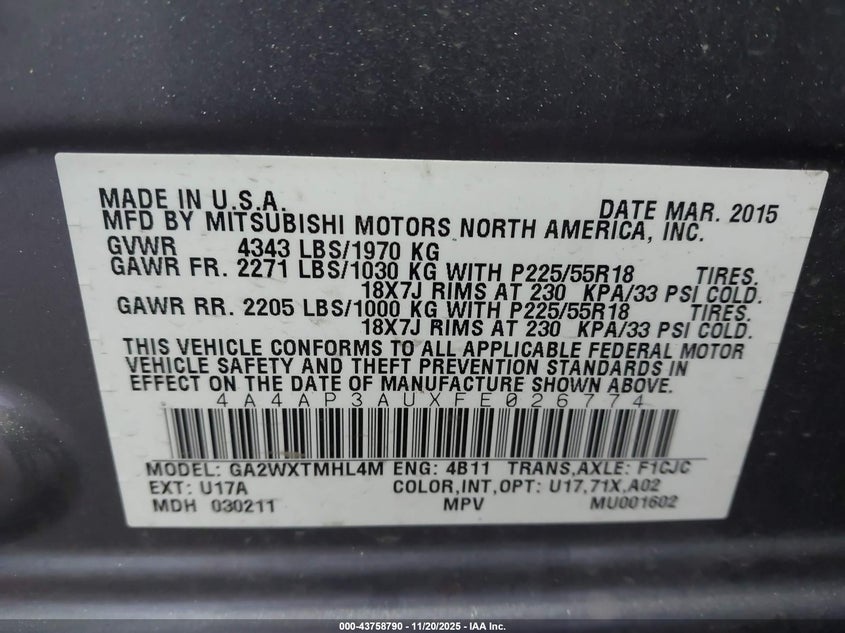 MADE IN U.S.A. DATE MAR. 2015
MFD BY MITSUBISHI MOTORS NORTH AMERICA, INC.
GVWR 4343 LBS/1970 KG
GAWR FR. 2271 LBS/1030 KG WITH P225/55R18 TIRES.
18X7J RIMS AT 230 KPA/33 PSI COLD.
GAWR RR. 2205 LBS/1000 KG WITH P225/55R18 TIRES.
18X7J RIMS AT 230 KPA/33 PSI COLD.
THIS VEHICLE CONFORMS TO ALL APPLICABLE FEDERAL MOTOR
VEHICLE SAFETY AND THEFT PREVENTION STANDARDS IN
EFFECT ON THE DATE OF MANUFACTURE SHOWN ABOVE.
4A4AP3AUXFE026774
MODEL: GA2WXTMHL4M ENG: 4B11 TRANS,AXLE: F1CJC
EXT: U17A COLOR,INT,OPT: U17,71X,A02
MDH 030211 MPV MU001602
000-43758790 - 11/20/2025 - IAA Inc.